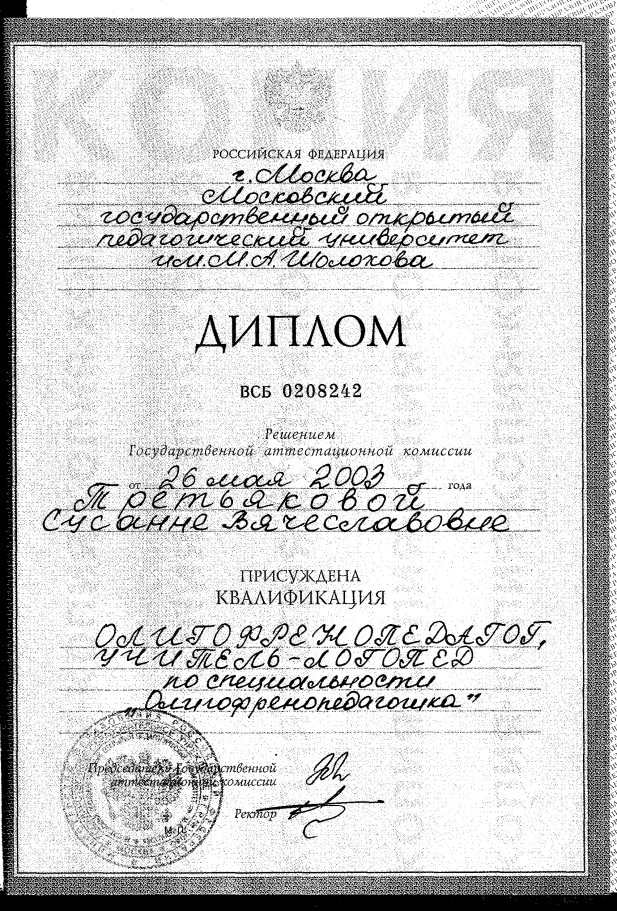 РОССИЙСКАЯ ФЕДЕРАЦИЯ
г. Москва
Московский
государственный открытый
педагогический университет
им. М.А. Шолохова
ДИПЛОМ
ВСБ 0208242
Решением
Государственной аттестационной комиссии
от 26 мая 2003 года
Третьяковой
Сусанне Вячеславовне
ПРИСУЖДЕНА
КВАЛИФИКАЦИЯ
ОЛИГОФРЕНОПЕДАГОГ,
УЧИТЕЛЬ-ЛОГОПЕД
по специальности
„Олигофренопедагогика"
Председатель Государственной
аттестационной комиссии
Ректор
М.П.